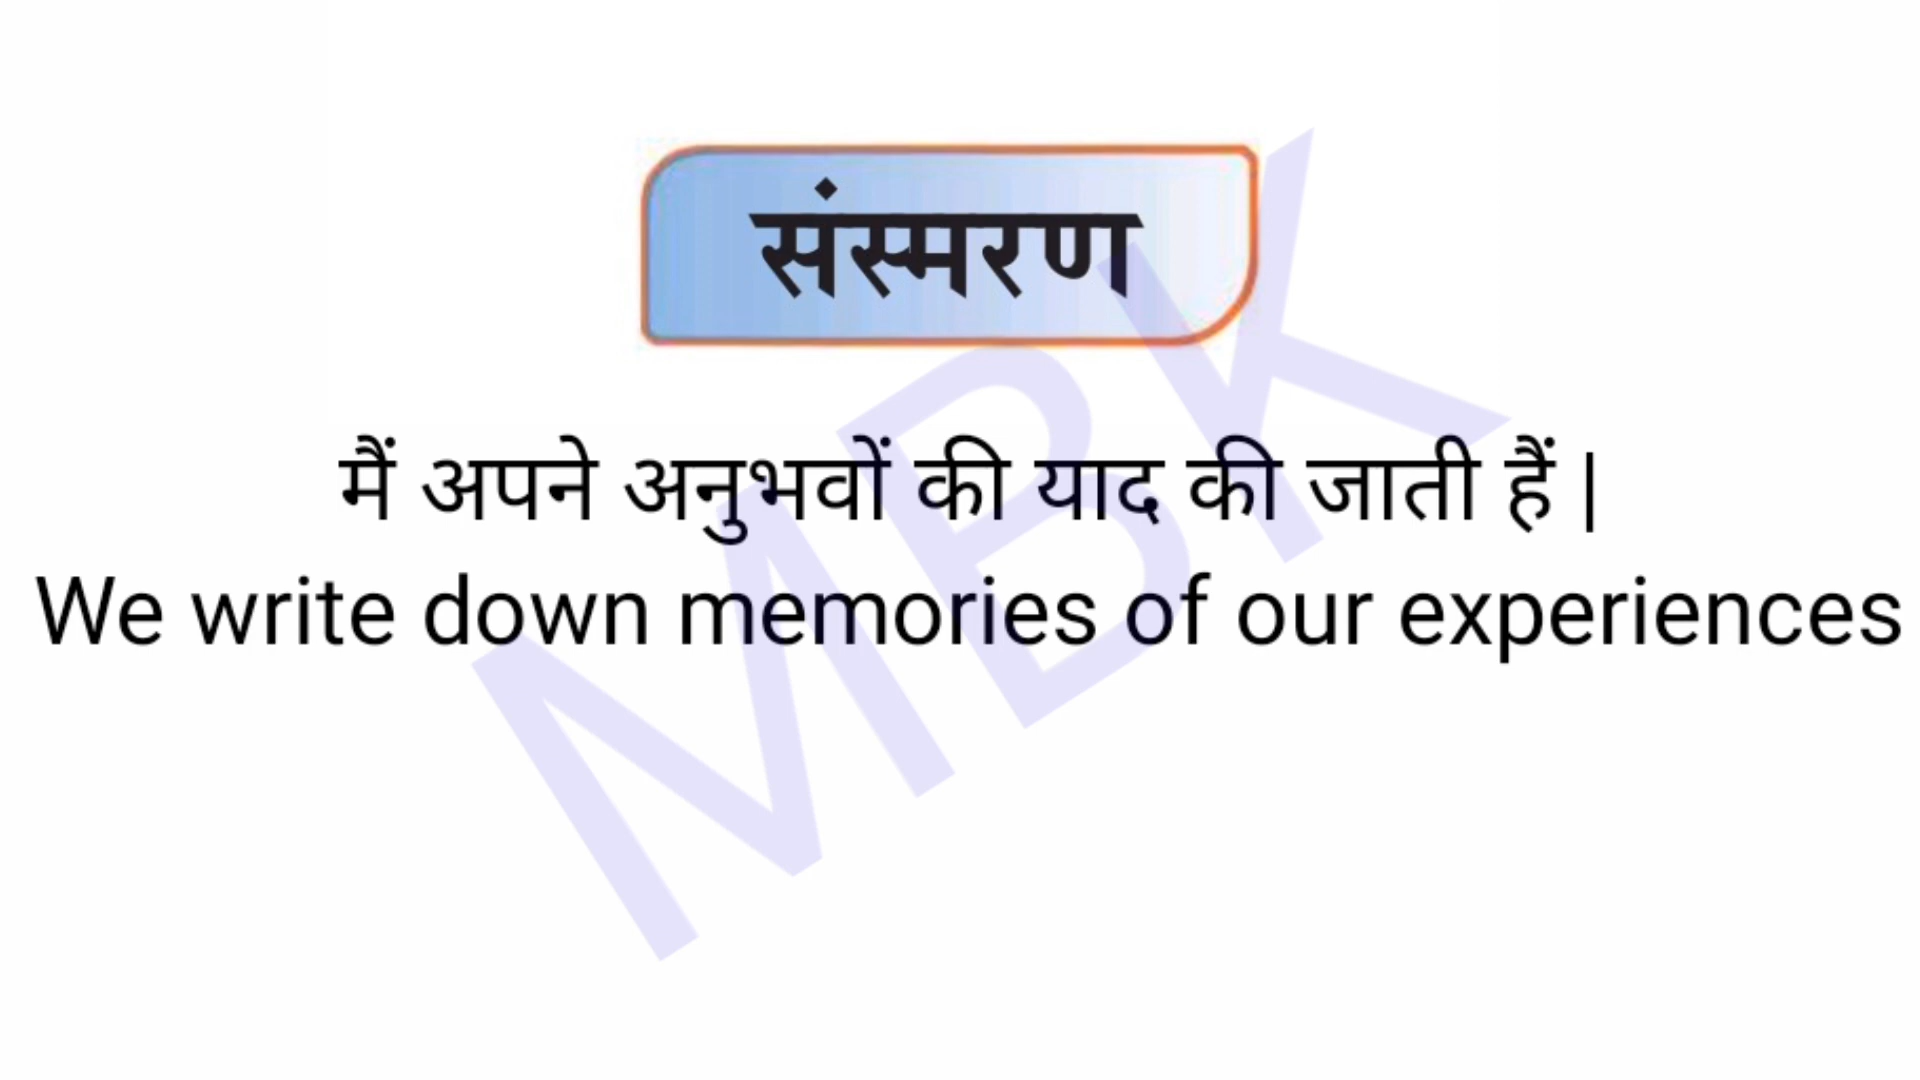 संस्मरण
मैं अपने अनुभवों की याद की जाती हैं |
We write down memories of our experiences
MBK